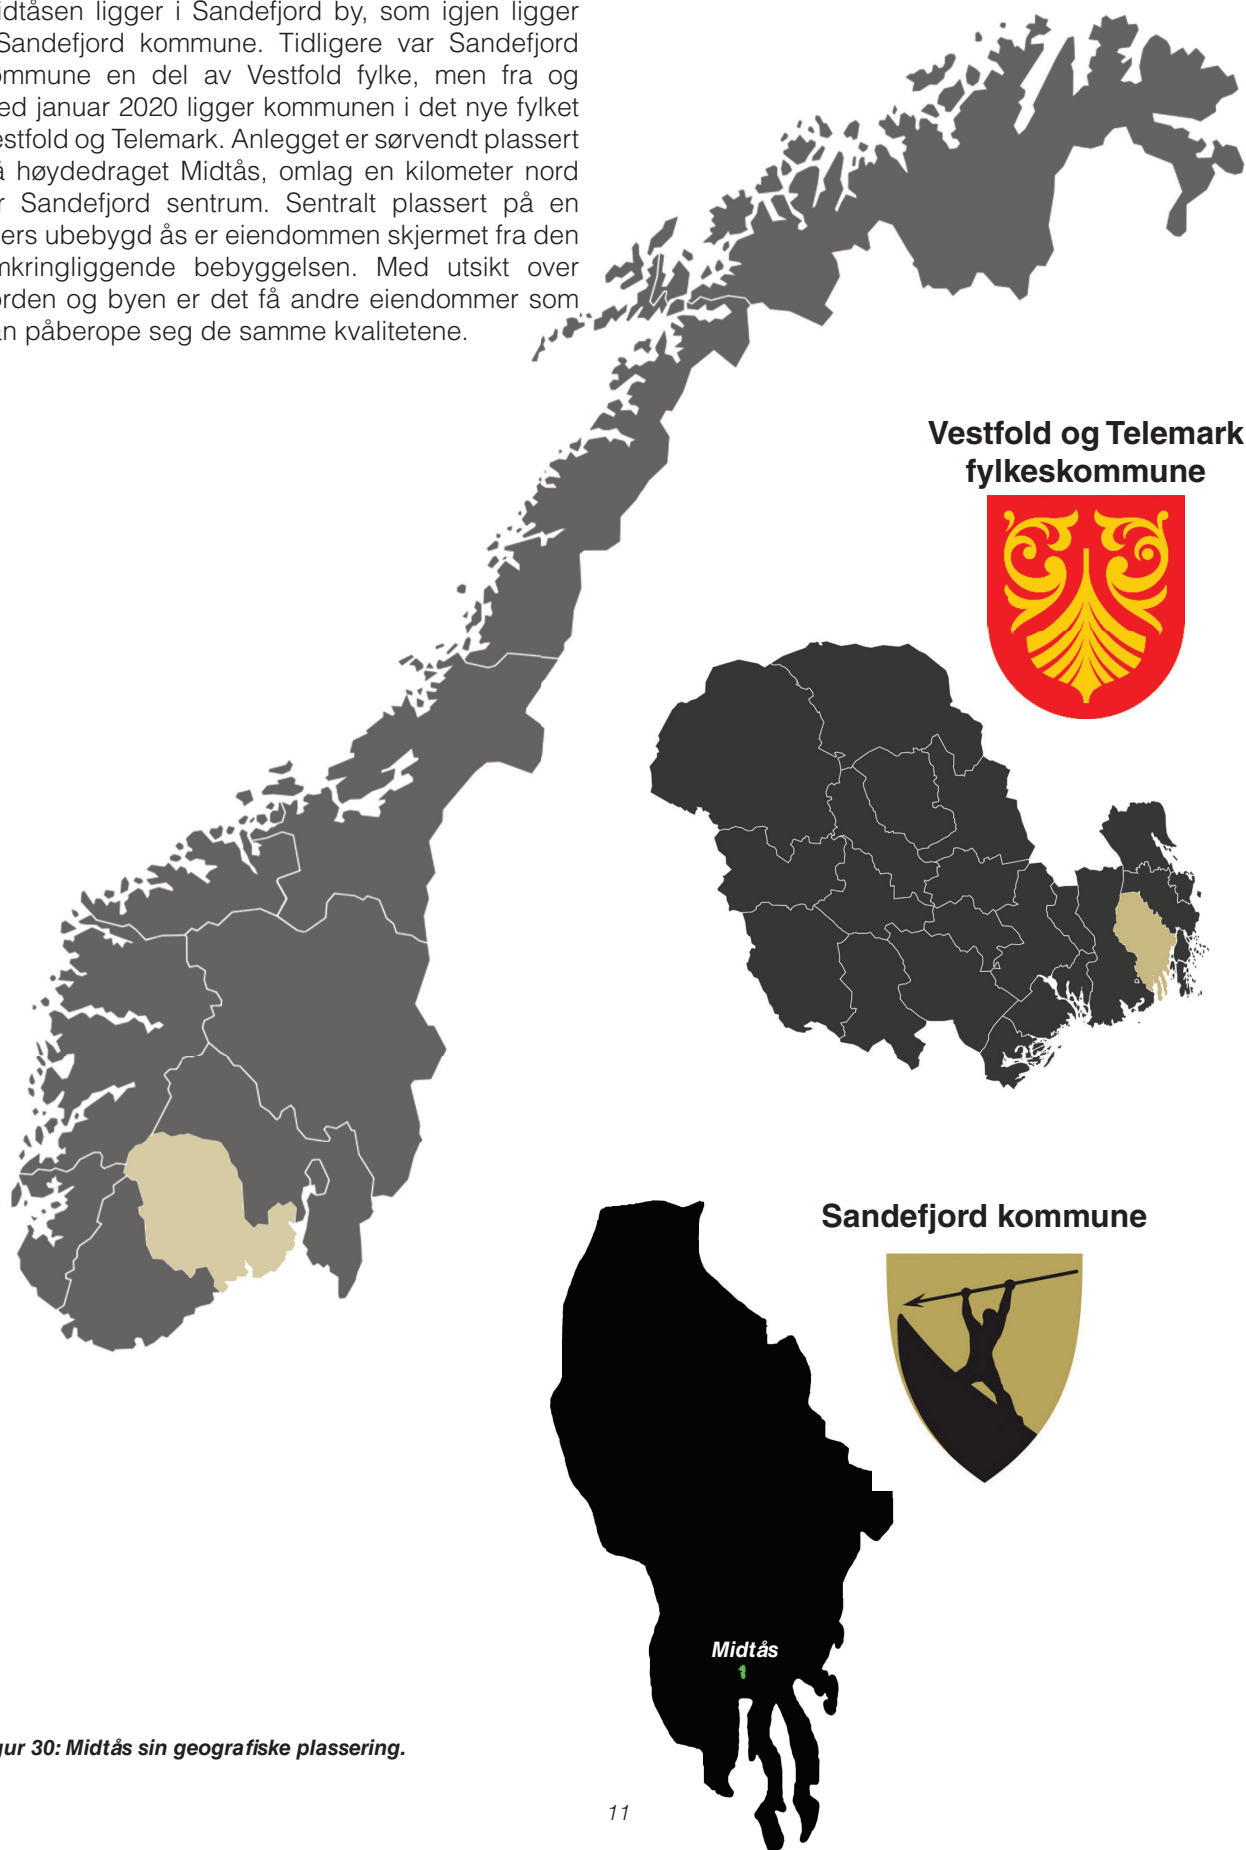 idtåsen ligger i Sandefjord by, som igjen ligger
Sandefjord kommune. Tidligere var Sandefjord
ommune en del av Vestfold fylke, men fra og
ed januar 2020 ligger kommunen i det nye fylket
estfold og Telemark. Anlegget er sørvendt plassert
å høydedraget Midtås, omlag en kilometer nord
r Sandefjord sentrum. Sentralt plassert på en
ers ubebygd ås er eiendommen skjermet fra den
mkringliggende bebyggelsen. Med utsikt over
orden og byen er det få andre eiendommer som
an påberope seg de samme kvalitetene.
Vestfold og Telemark
fylkeskommune
Sandefjord kommune
Midtås
gur 30: Midtås sin geografiske plassering.
11